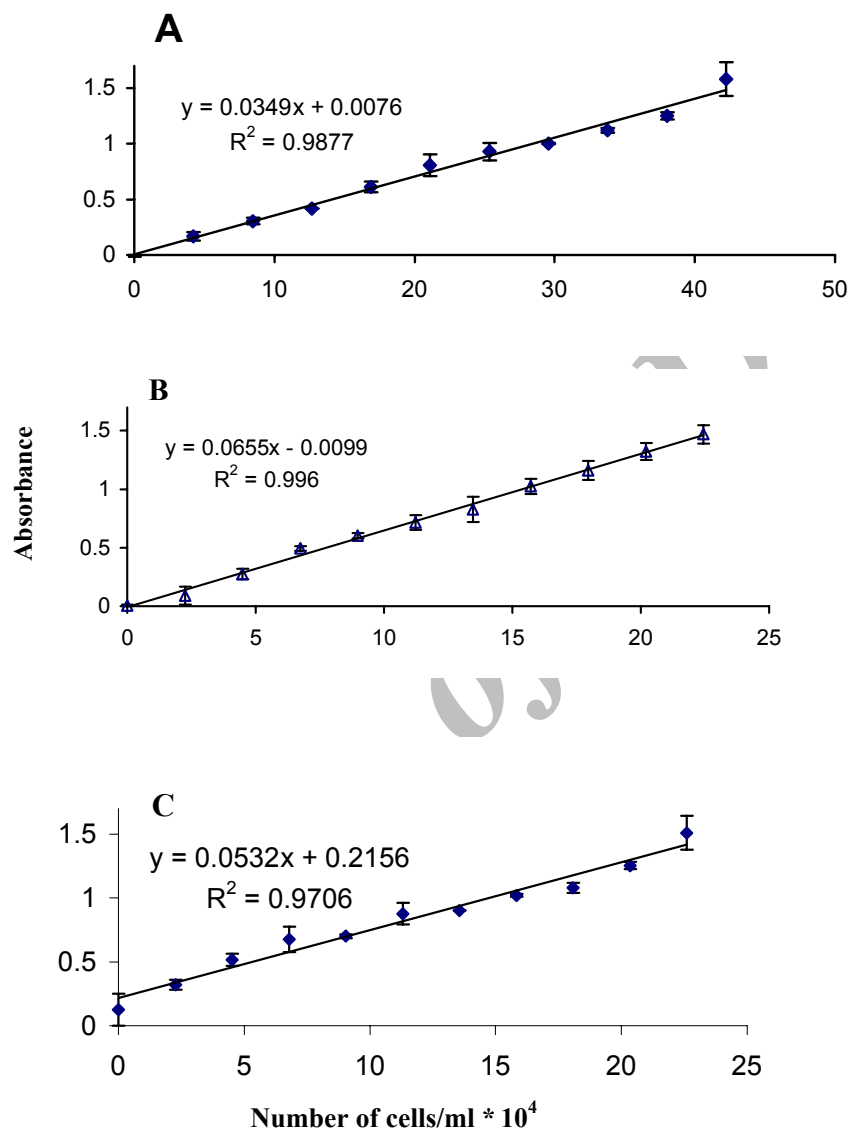 A
1.5
y = 0.0349x + 0.0076
R² = 0.9877
1
0.5
0
0 10 20 30 40 50
B
1.5
y = 0.0655x - 0.0099
R² = 0.996
1
0.5
0
0 5 10 15 20 25
Absorbance
C
1.5
y = 0.0532x + 0.2156
R² = 0.9706
1
0.5
0
0 5 10 15 20 25
Number of cells/ml * 10⁴